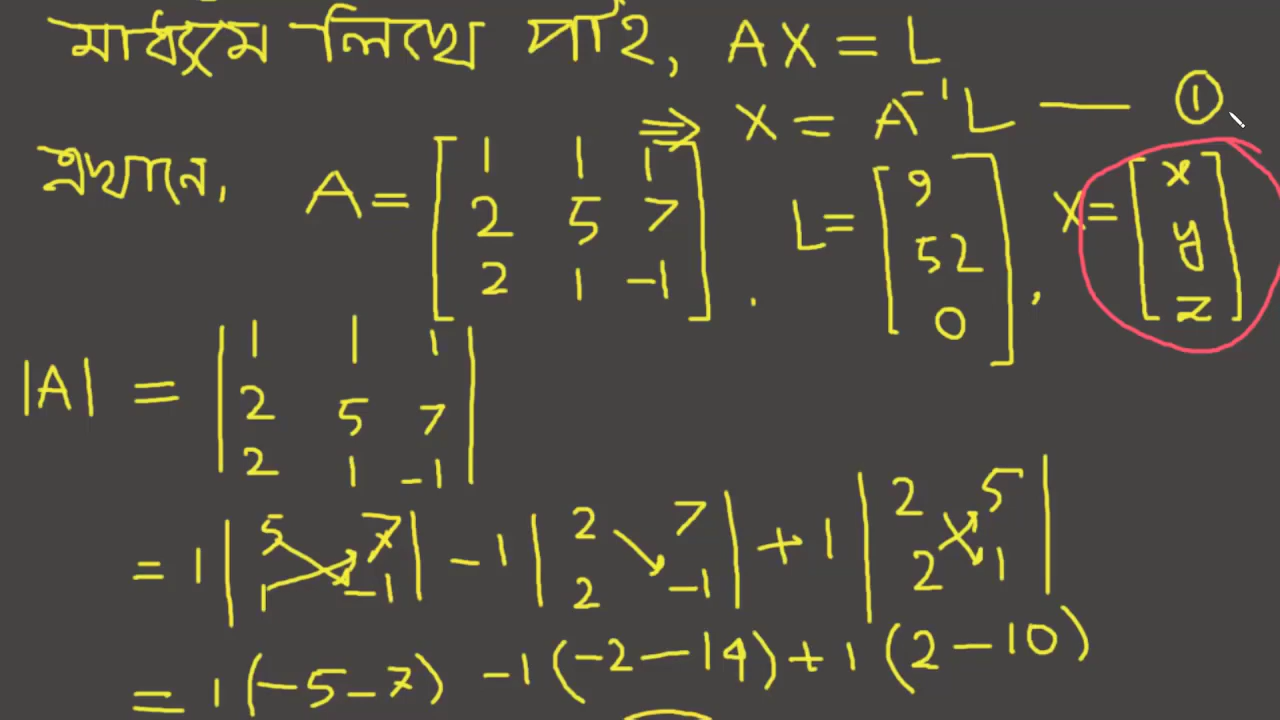 মাধ্যমে লিখে পাই, AX = L
⇒ X = A⁻¹L — ①
এখানে, A = [1 1 1; 2 5 7; 2 1 -1], L = [9; 52; 0], X = [x; y; z]
|A| = |1 1 1; 2 5 7; 2 1 -1|
= 1 |5 7; 1 -1| - 1 |2 7; 2 -1| + 1 |2 5; 2 1|
= 1 (-5-7) - 1 (-2-14) + 1 (2-10)